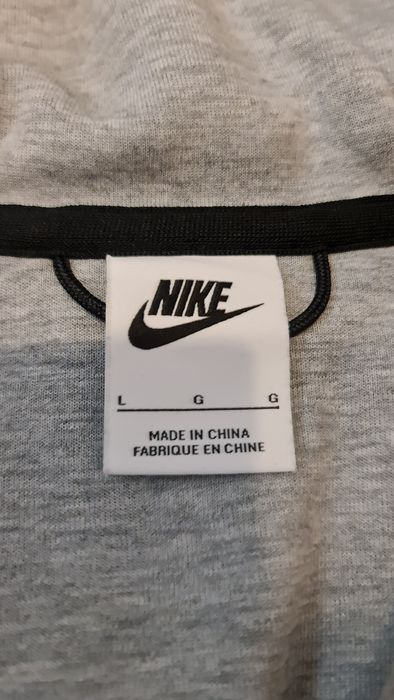 NIKE
L G G
MADE IN CHINA
FABRIQUE EN CHINE